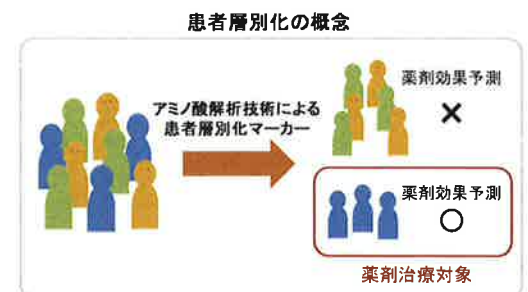 患者層別化の概念
アミノ酸解析技術による
患者層別化マーカー
薬剤効果予測
×
薬剤効果予測
○
薬剤治療対象